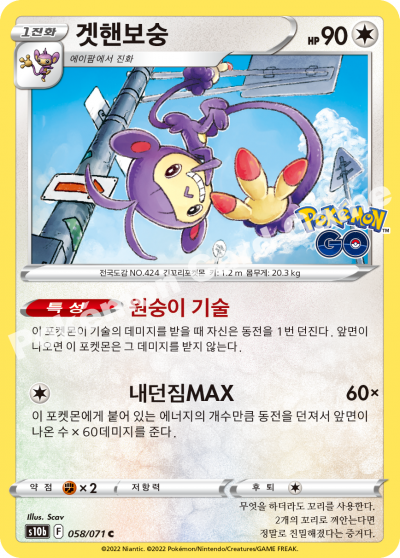 1진화
겟핸보숭
HP 90
에이팜에서 진화
Pokémon GO
전국도감 NO.424 긴꼬리포켓몬 키: 1.2 m 몸무게: 20.3 kg
특성 원숭이 기술
이 포켓몬이 기술의 데미지를 받을 때 자신은 동전을 1번 던진다. 앞면이
나오면 이 포켓몬은 그 데미지를 받지 않는다.
내던짐MAX 60×
이 포켓몬에게 붙어 있는 에너지의 개수만큼 동전을 던져서 앞면이
나온 수×60데미지를 준다.
약점 ×2 저항력 후퇴
Illus. Scav
무엇을 하더라도 꼬리를 사용한다.
2개의 꼬리로 껴안는다면
정말로 친밀해졌다는 증거다.
s10b F 058/071 C
©2022 Niantic. ©2022 Pokémon/Nintendo/Creatures/GAME FREAK.